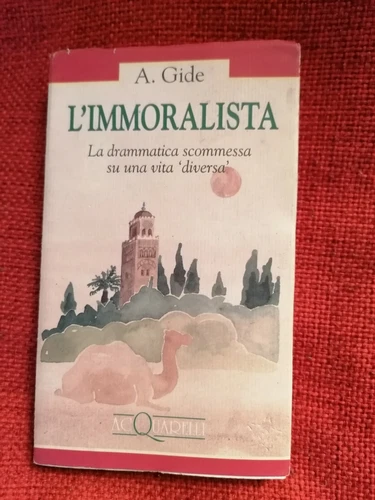 A. Gide
L'IMMORALISTA
La drammatica scommessa
su una vita 'diversa'
ACQUARELLI